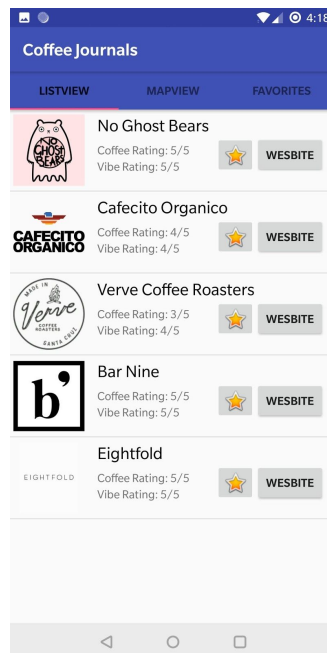 4:18
Coffee Journals
LISTVIEW MAPVIEW FAVORITES
NO GHOST BEARS
No Ghost Bears
Coffee Rating: 5/5
Vibe Rating: 5/5
WESBITE
CAFECITO ORGANICO
Cafecito Organico
Coffee Rating: 4/5
Vibe Rating: 4/5
WESBITE
MADE IN
Verve
COFFEE ROASTERS
SANTA CRUZ
Verve Coffee Roasters
Coffee Rating: 3/5
Vibe Rating: 4/5
WESBITE
b’
Bar Nine
Coffee Rating: 5/5
Vibe Rating: 5/5
WESBITE
EIGHTFOLD
Eightfold
Coffee Rating: 5/5
Vibe Rating: 5/5
WESBITE